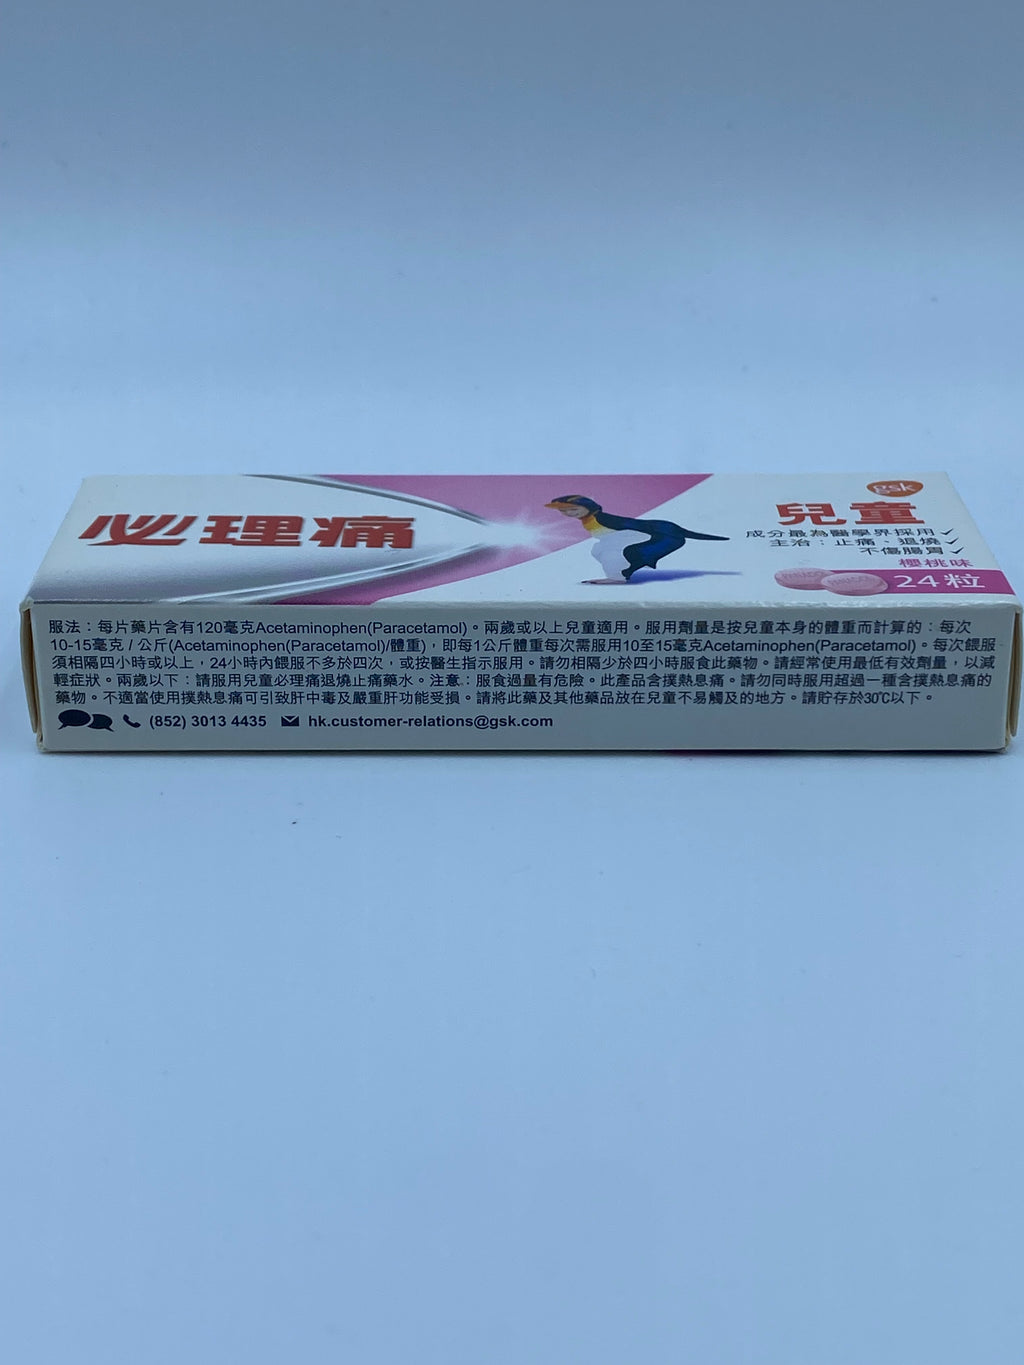 必理痛
gsk
兒童
成分最為醫學界採用✓
主治：止痛、退燒✓
不傷腸胃✓
櫻桃味
24粒
服法：每片藥片含有120毫克Acetaminophen(Paracetamol)。兩歲或以上兒童適用。服用劑量是按兒童本身的體重而計算的：每次
10-15毫克 / 公斤(Acetaminophen(Paracetamol)/體重)，即每1公斤體重每次需服用10至15毫克Acetaminophen(Paracetamol)。每次餵服
須相隔四小時或以上，24小時內餵服不多於四次，或按醫生指示服用。請勿相隔少於四小時服食此藥物。請經常使用最低有效劑量，以減
輕症狀。兩歲以下：請服用兒童必理痛退燒止痛藥水。注意：服食過量有危險。此產品含撲熱息痛。請勿同時服用超過一種含撲熱息痛的
藥物。不適當使用撲熱息痛可引致肝中毒及嚴重肝功能受損。請將此藥及其他藥品放在兒童不易觸及的地方。請貯存於30℃以下。
(852) 3013 4435 hk.customer-relations@gsk.com